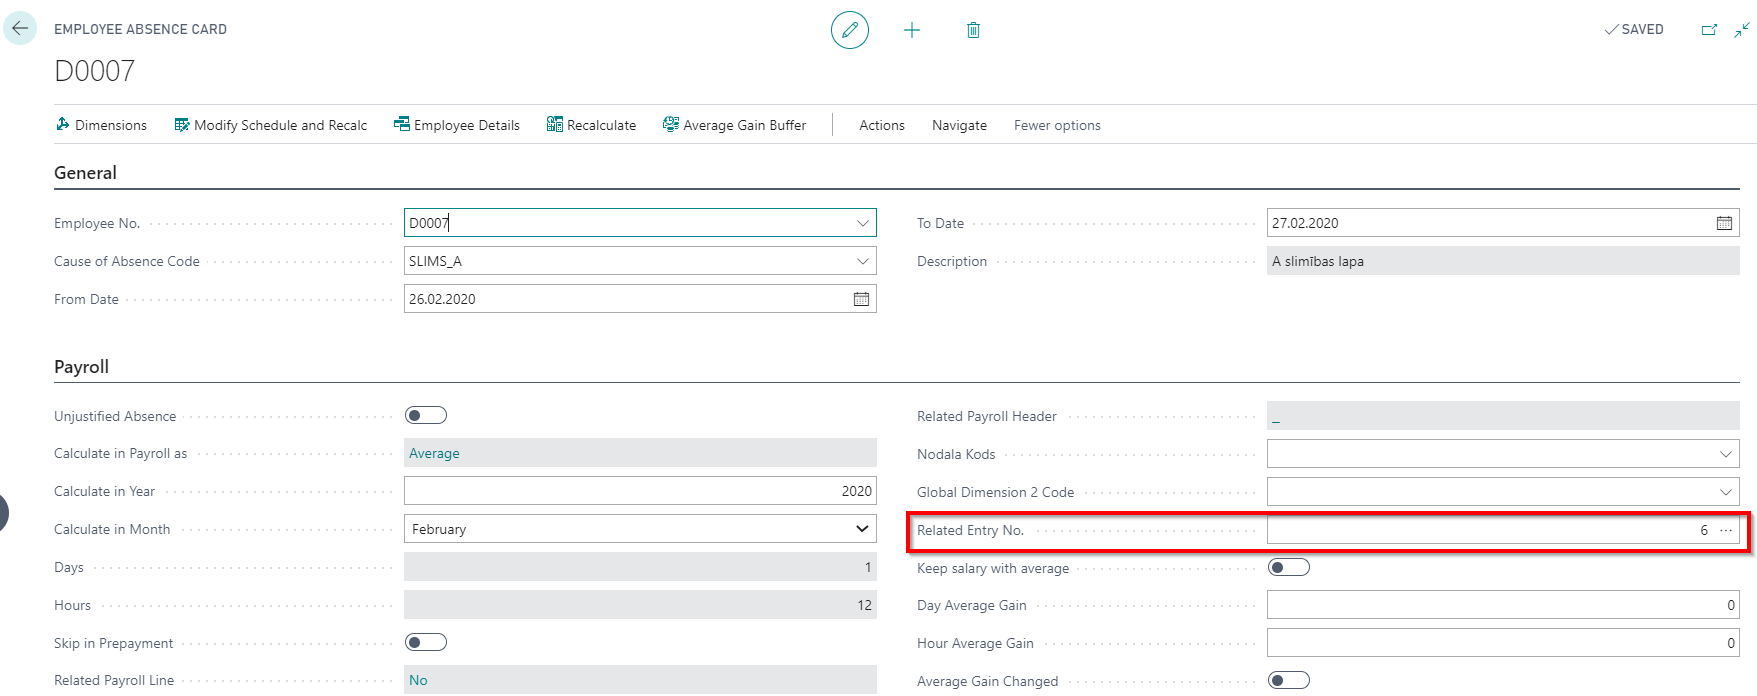 EMPLOYEE ABSENCE CARD
SAVED
D0007
Dimensions Modify Schedule and Recalc Employee Details Recalculate Average Gain Buffer Actions Navigate Fewer options
General
Employee No. D0007
Cause of Absence Code SLIMS_A
From Date 26.02.2020
To Date 27.02.2020
Description A slimības lapa
Payroll
Unjustified Absence
Calculate in Payroll as Average
Calculate in Year 2020
Calculate in Month February
Days 1
Hours 12
Skip in Prepayment
Related Payroll Line No
Related Payroll Header _
Nodala Kods
Global Dimension 2 Code
Related Entry No. 6 ...
Keep salary with average
Day Average Gain 0
Hour Average Gain 0
Average Gain Changed